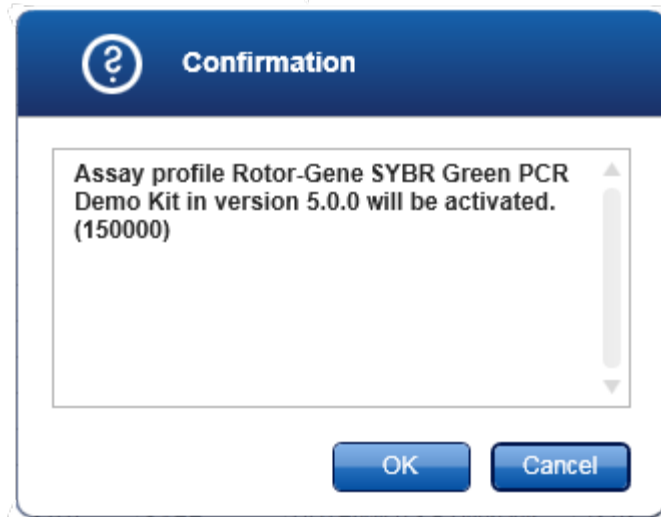 Confirmation
Assay profile Rotor-Gene SYBR Green PCR
Demo Kit in version 5.0.0 will be activated.
(150000)
OK
Cancel